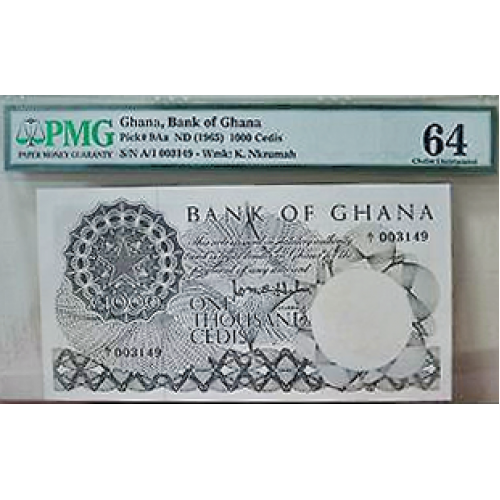 PMG
PAPER MONEY GUARANTY
Ghana, Bank of Ghana
Pick# 9Aa ND (1965) 1000 Cedis
S/N A/1 003149 - Wmk: K. Nkrumah
64
Choice Uncirculated
BANK OF GHANA
A/1 003149
¢1000
ONE
THOUSAND
CEDIS
A/1 003149